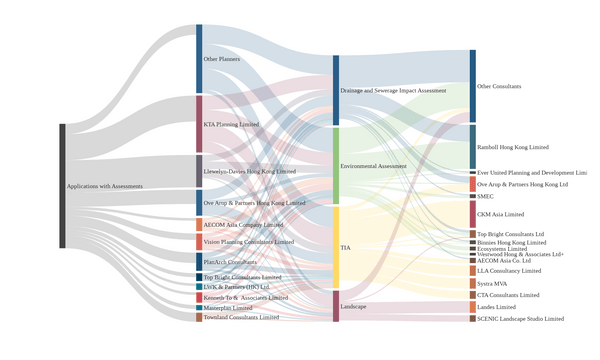 Applications with Assessments
Other Planners
KTA Planning Limited
Llewelyn-Davies Hong Kong Limited
Ove Arup & Partners Hong Kong Limited
AECOM Asia Company Limited
Vision Planning Consultants Limited
PlanArch Consultants
Top Bright Consultants Limited
LWK & Partners (HK) Ltd.
Kenneth To & Associates Limited
Masterplan Limited
Townland Consultants Limited
Drainage and Sewerage Impact Assessment
Environmental Assessment
TIA
Landscape
Other Consultants
Ramboll Hong Kong Limited
Ever United Planning and Development Limi
Ove Arup & Partners Hong Kong Ltd
SMEC
CKM Asia Limited
Top Bright Consultants Ltd
Binnies Hong Kong Limited
Ecosystems Limited
Westwood Hong & Associates Ltd+
AECOM Asia Co. Ltd
LLA Consultancy Limited
Systra MVA
CTA Consultants Limited
Landes Limited
SCENIC Landscape Studio Limited